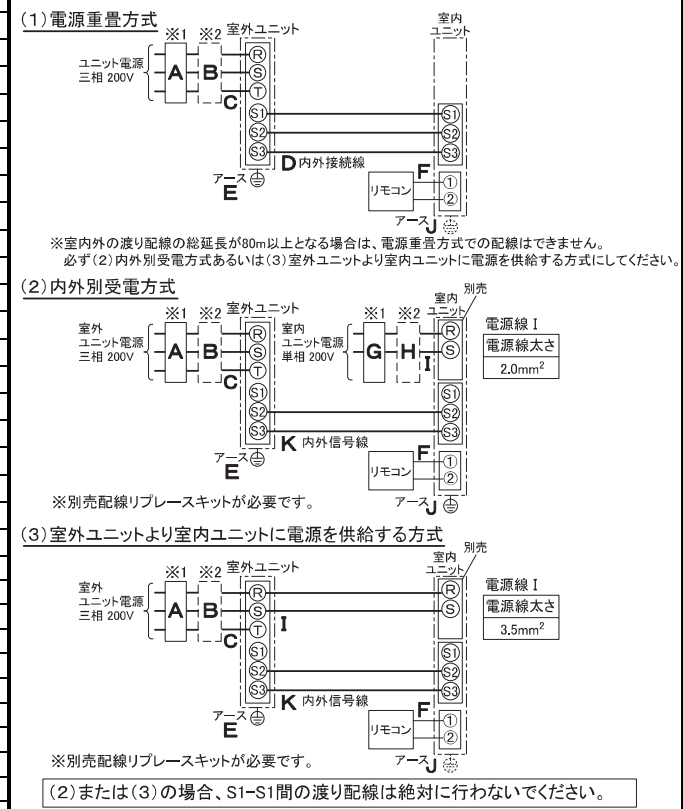 (1)電源重畳方式
※1 ※2 室外ユニット
室内
ユニット
ユニット電源
三相 200V
A B C
R
S
T
S1
S2
S3
S1
S2
S3
D 内外接続線
アース
E
F
リモコン
①
②
アース J
※室内外の渡り配線の総延長が80m以上となる場合は、電源重畳方式での配線はできません。
必ず(2)内外別受電方式あるいは(3)室外ユニットより室内ユニットに電源を供給する方式にしてください。
(2)内外別受電方式
※1 ※2 室外ユニット
室外
ユニット電源
三相 200V
A B C
R
S
T
S1
S2
S3
※1 ※2
室内
ユニット
別売
室内
ユニット電源
単相 200V
G H I
R
S
S1
S2
S3
電源線 I
電源線太さ
2.0mm²
K 内外信号線
アース
E
F
リモコン
①
②
アース J
※別売配線リプレースキットが必要です。
(3)室外ユニットより室内ユニットに電源を供給する方式
※1 ※2 室外ユニット
室内
ユニット
別売
室外
ユニット電源
三相 200V
A B C
R
S
T
S1
S2
S3
I
R
S
S1
S2
S3
電源線 I
電源線太さ
3.5mm²
K 内外信号線
アース
E
F
リモコン
①
②
アース J
※別売配線リプレースキットが必要です。
(2)または(3)の場合、S1-S1間の渡り配線は絶対に行わないでください。